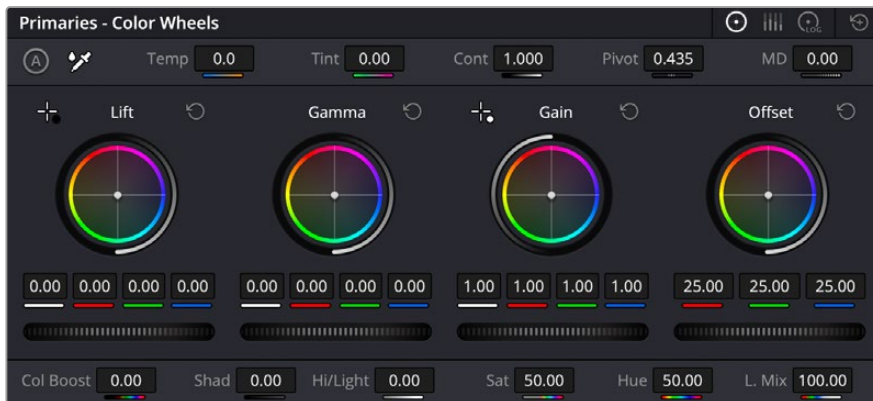 Primaries - Color Wheels
LOG
A Temp 0.0 Tint 0.00 Cont 1.000 Pivot 0.435 MD 0.00
Lift Gamma Gain Offset
0.00 0.00 0.00 0.00 0.00 0.00 0.00 0.00 1.00 1.00 1.00 1.00 25.00 25.00 25.00
Col Boost 0.00 Shad 0.00 Hi/Light 0.00 Sat 50.00 Hue 50.00 L. Mix 100.00